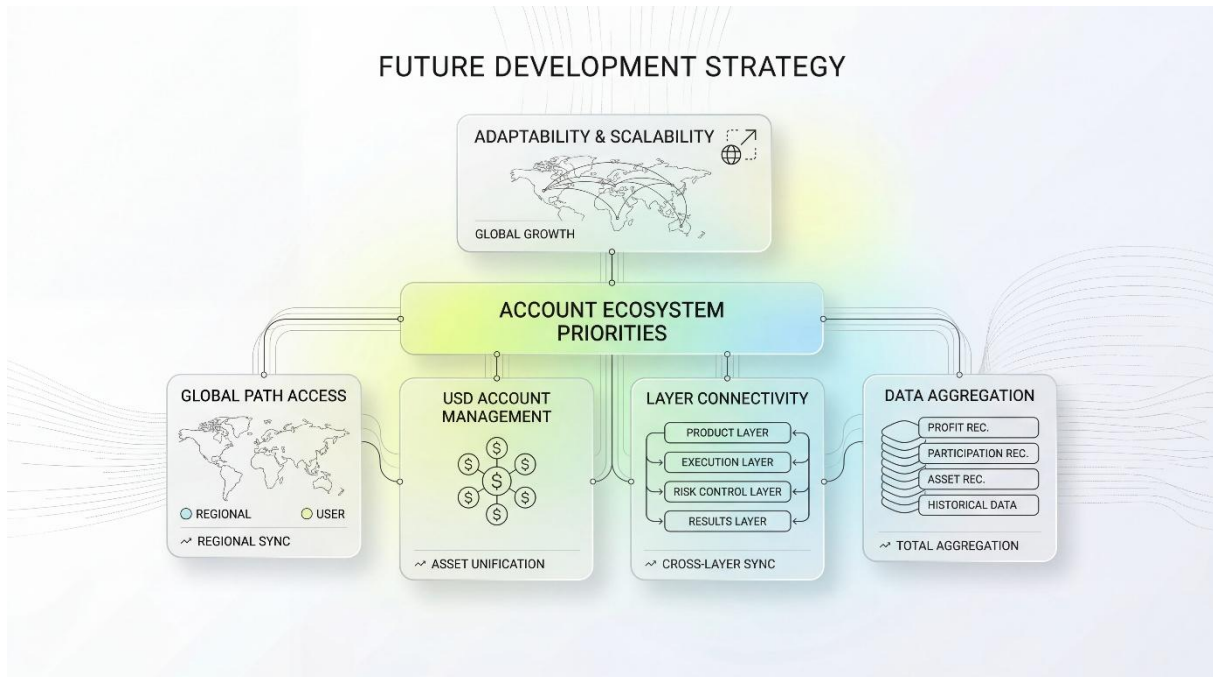 FUTURE DEVELOPMENT STRATEGY
ADAPTABILITY & SCALABILITY
GLOBAL GROWTH
ACCOUNT ECOSYSTEM
PRIORITIES
GLOBAL PATH ACCESS
REGIONAL
USER
REGIONAL SYNC
USD ACCOUNT
MANAGEMENT
$
$
$
$
$
$
$
ASSET UNIFICATION
LAYER CONNECTIVITY
PRODUCT LAYER
EXECUTION LAYER
RISK CONTROL LAYER
RESULTS LAYER
CROSS-LAYER SYNC
DATA AGGREGATION
PROFIT REC.
PARTICIPATION REC.
ASSET REC.
HISTORICAL DATA
TOTAL AGGREGATION